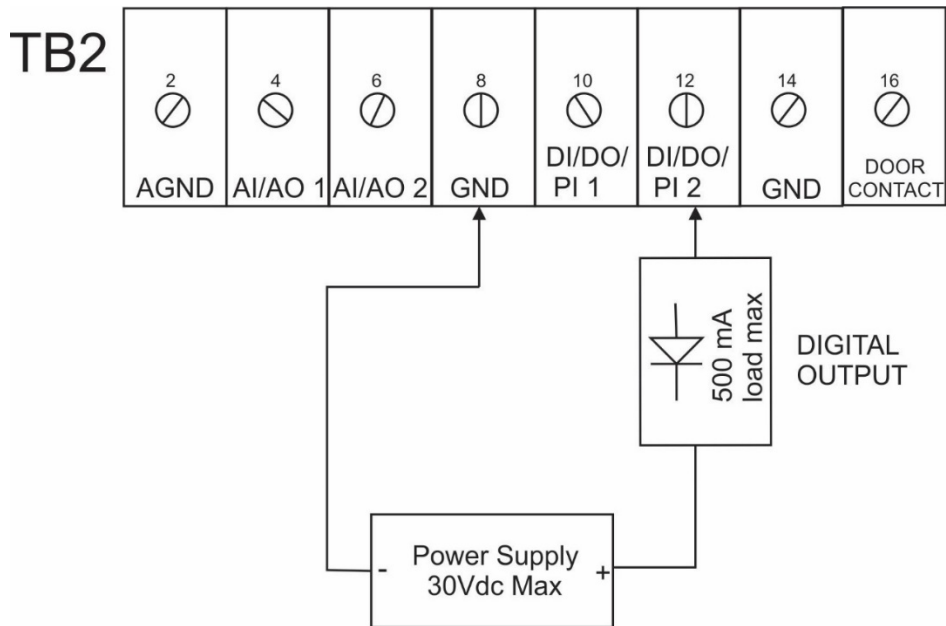 TB2
2 4 6 8 10 12 14 16
AGND AI/AO 1 AI/AO 2 GND DI/DO/ PI 1 DI/DO/ PI 2 GND DOOR CONTACT
500 mA
load max
DIGITAL
OUTPUT
- Power Supply +
30Vdc Max